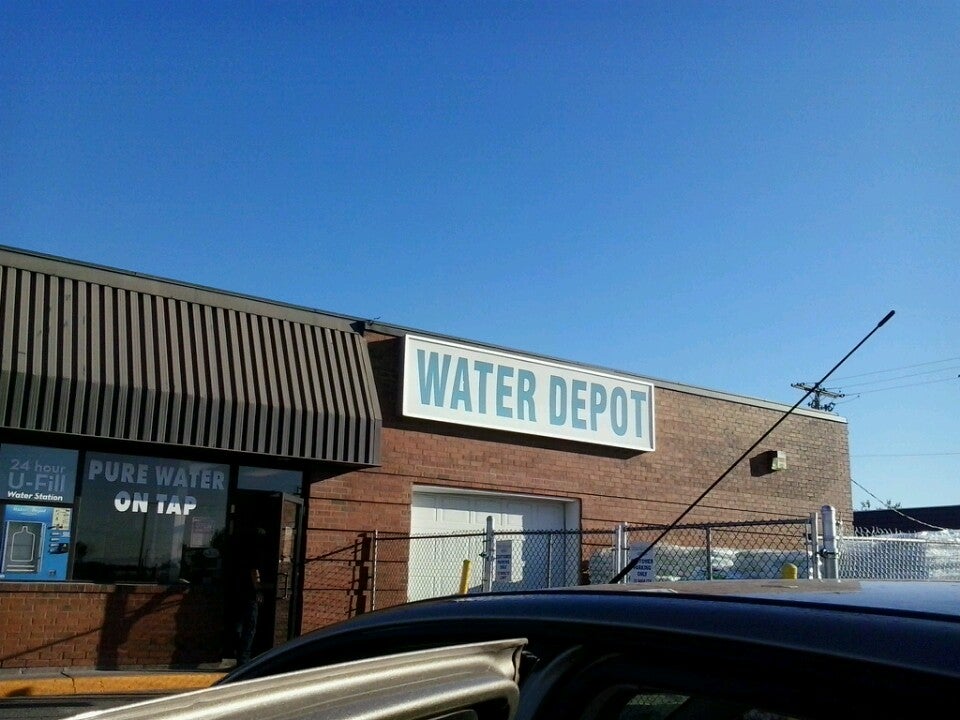 WATER DEPOT
24 hour
U-Fill
Water Station
PURE WATER
ON TAP